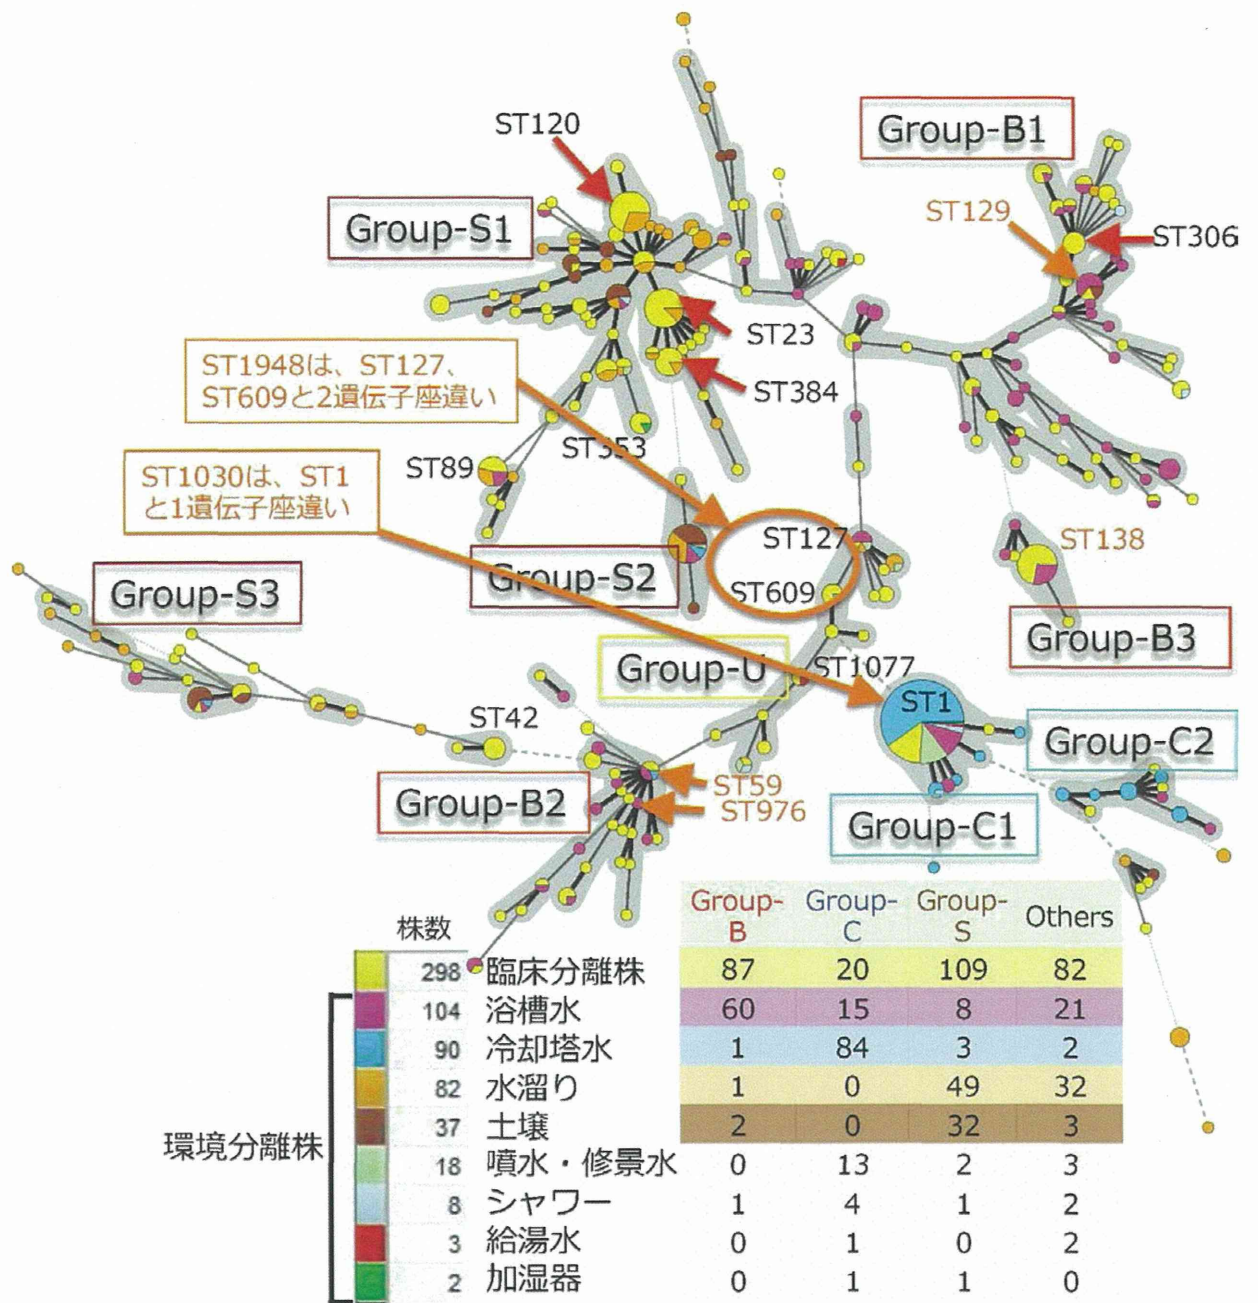 ST120
Group-B1
Group-S1
ST129
ST306
ST23
ST1948は、ST127、
ST609と2遺伝子座違い
ST384
ST353
ST89
ST1030は、ST1
と1遺伝子座違い
ST127
ST138
Group-S3
Group-S2
ST609
Group-B3
Group-U
ST1077
ST1
ST42
Group-C2
Group-B2
ST59
ST976
Group-C1
株数 Group-B Group-C Group-S Others
298 臨床分離株 87 20 109 82
104 浴槽水 60 15 8 21
90 冷却塔水 1 84 3 2
82 水溜り 1 0 49 32
37 土壌 2 0 32 3
環境分離株
18 噴水・修景水 0 13 2 3
8 シャワー 1 4 1 2
3 給湯水 0 1 0 2
2 加湿器 0 1 1 0